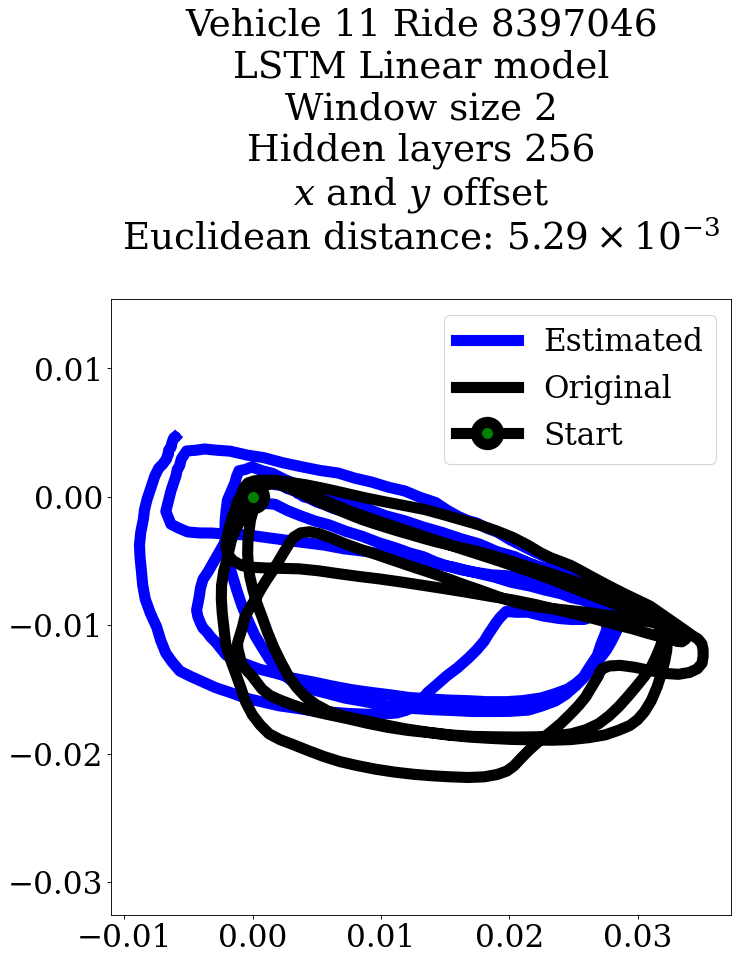 Vehicle 11 Ride 8397046
LSTM Linear model
Window size 2
Hidden layers 256
x and y offset
Euclidean distance: 5.29 × 10⁻³
Estimated
Original
Start
0.01
0.00
−0.01
−0.02
−0.03
−0.01 0.00 0.01 0.02 0.03